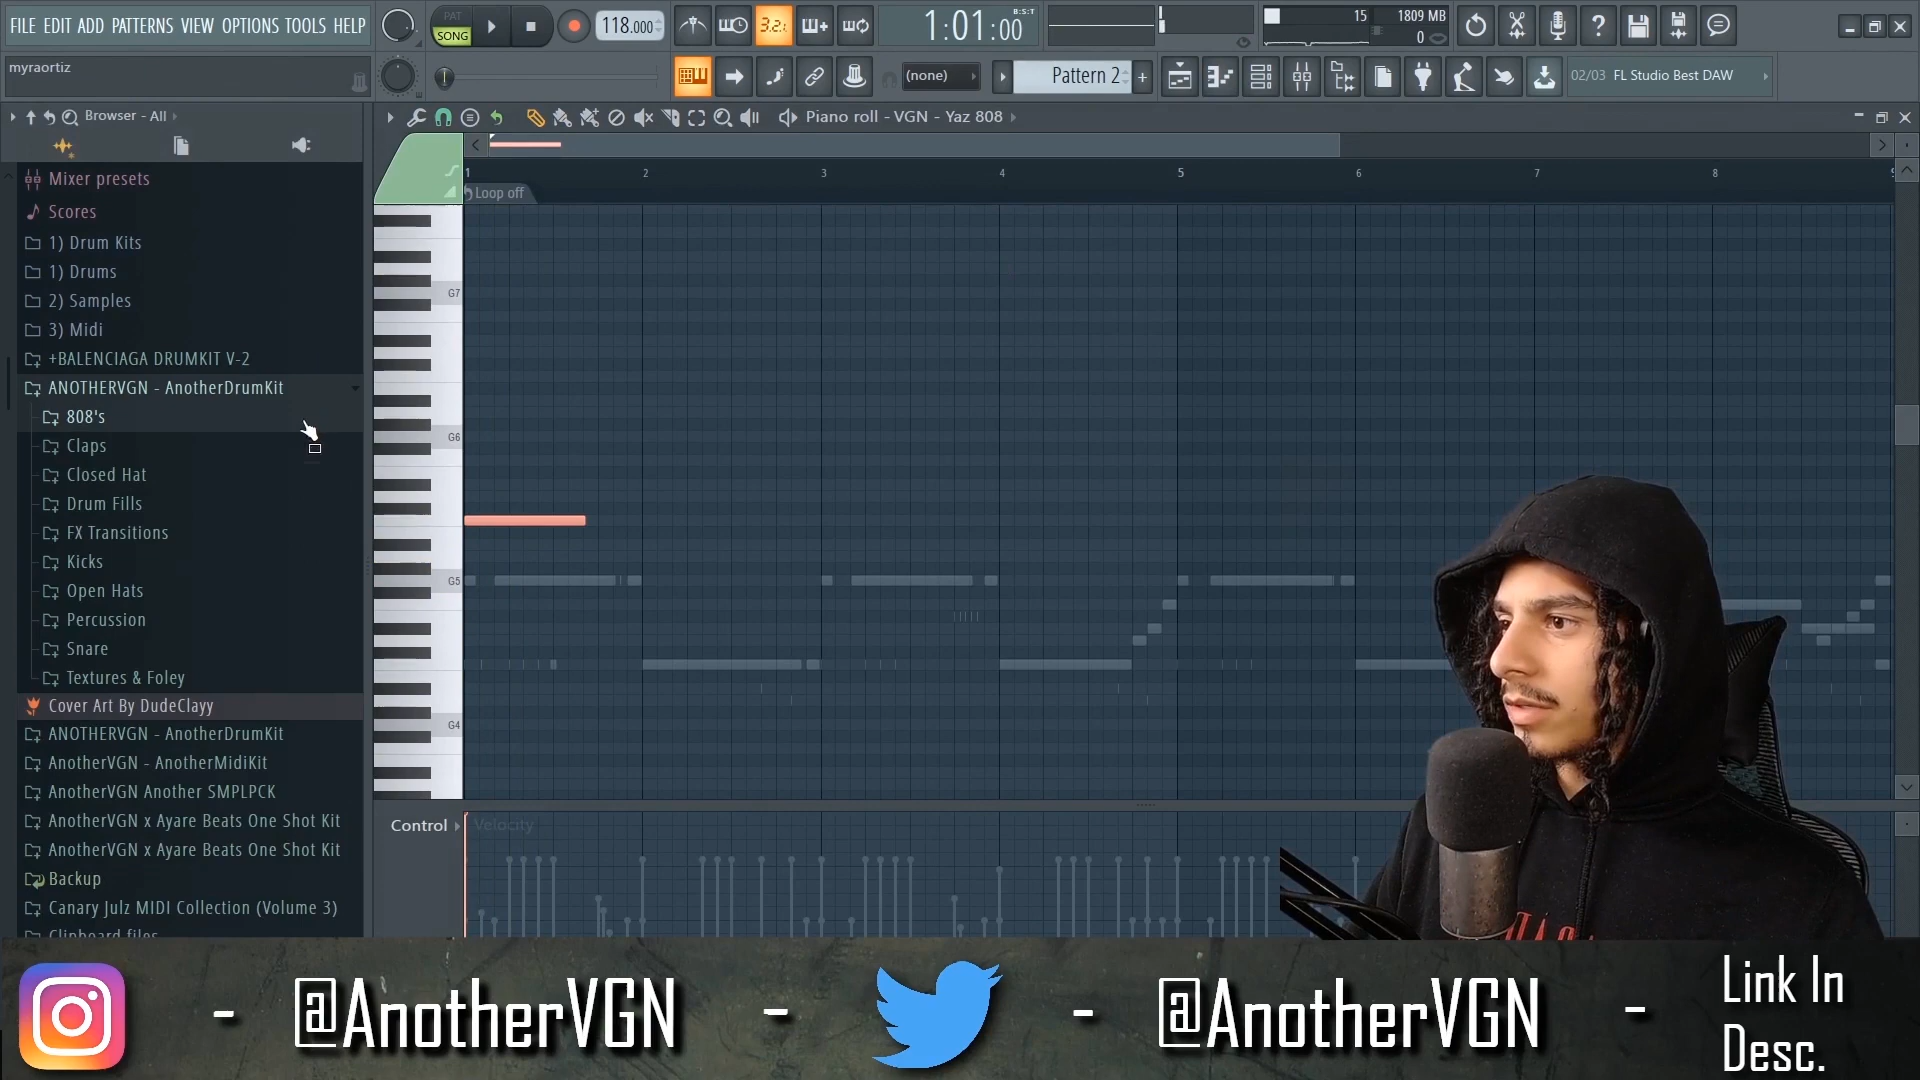 FILE EDIT ADD PATTERNS VIEW OPTIONS TOOLS HELP
PAT
SONG
118.000
3.2.
1:01:00
B:S:T
15
1809 MB
0
myraortiz
(none)
Pattern 2
02/03 FL Studio Best DAW
Browser - All
Piano roll - VGN - Yaz 808
Mixer presets
Scores
1) Drum Kits
1) Drums
2) Samples
3) Midi
+BALENCIAGA DRUMKIT V-2
ANOTHERVGN - AnotherDrumKit
808's
Claps
Closed Hat
Drum Fills
FX Transitions
Kicks
Open Hats
Percussion
Snare
Textures & Foley
Cover Art By DudeClayy
ANOTHERVGN - AnotherDrumKit
AnotherVGN - AnotherMidiKit
AnotherVGN Another SMPLPCK
AnotherVGN x Ayare Beats One Shot Kit
AnotherVGN x Ayare Beats One Shot Kit
Backup
Canary Julz MIDI Collection (Volume 3)
Clipboard files
1 2 3 4 5 6 7 8
Loop off
G7
G6
G5
G4
Control
Velocity
- @AnotherVGN - - @AnotherVGN - Link In
Desc.